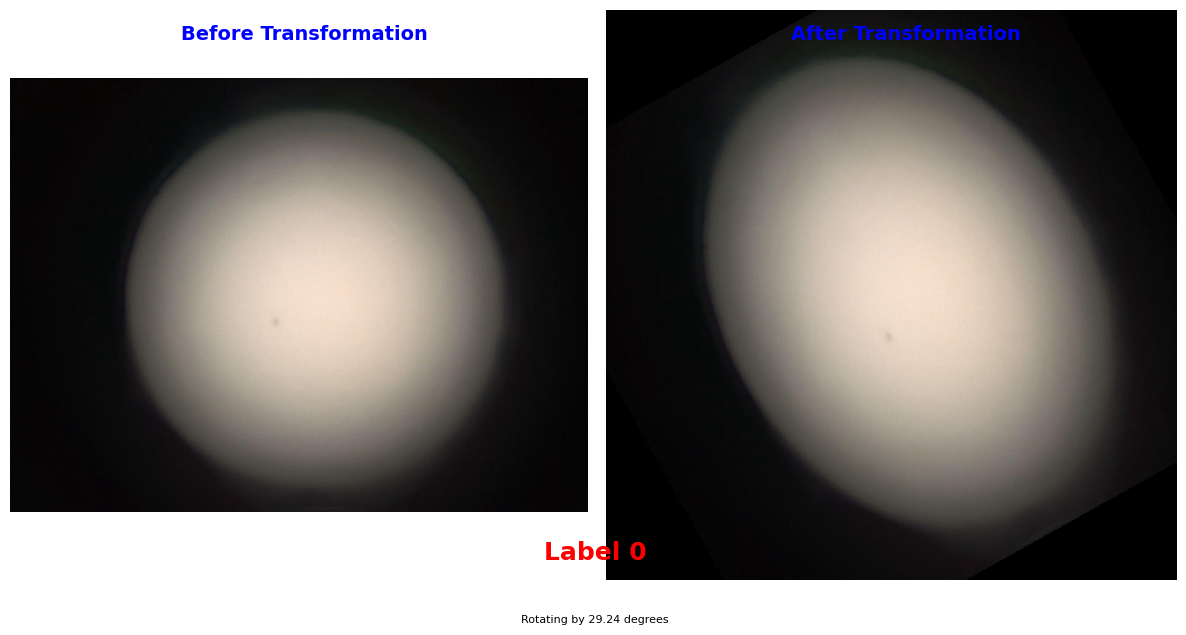 Before Transformation
After Transformation
Label 0
Rotating by 29.24 degrees